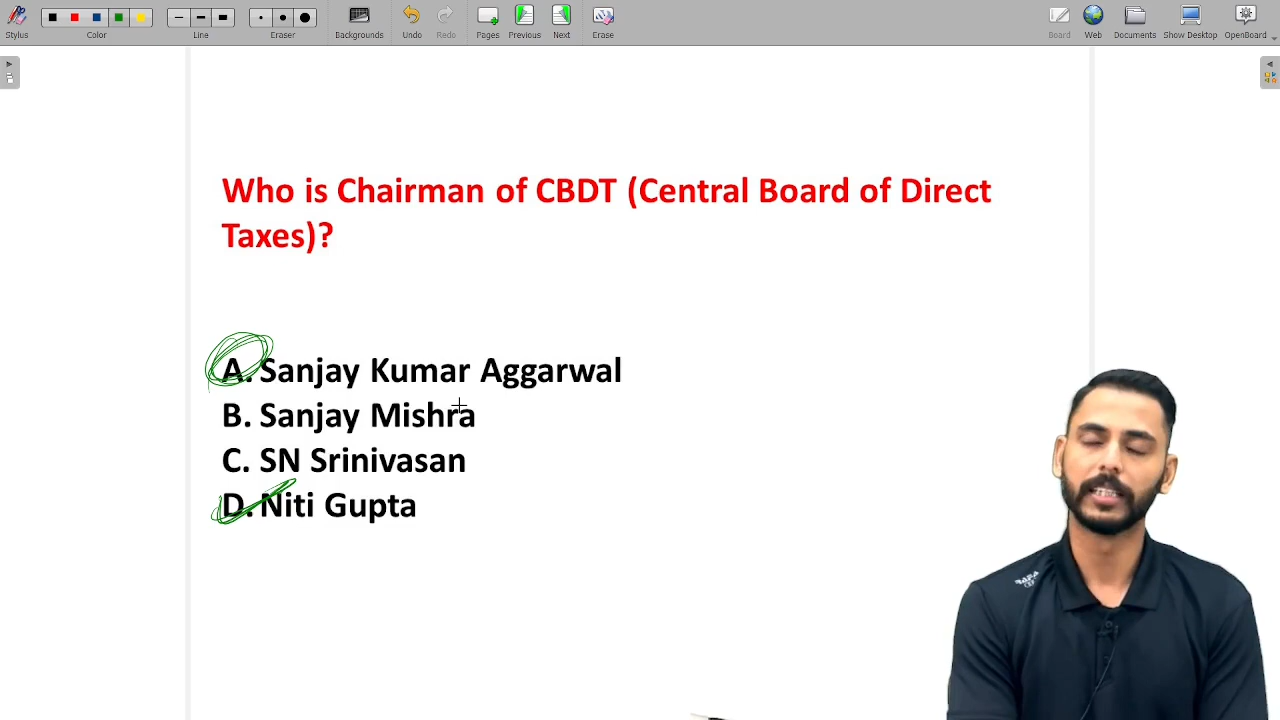 Stylus Color Line Eraser Backgrounds Undo Redo Pages Previous Next Erase Board Web Documents Show Desktop OpenBoard
Who is Chairman of CBDT (Central Board of Direct
Taxes)?
A. Sanjay Kumar Aggarwal
B. Sanjay Mishra
C. SN Srinivasan
D. Niti Gupta